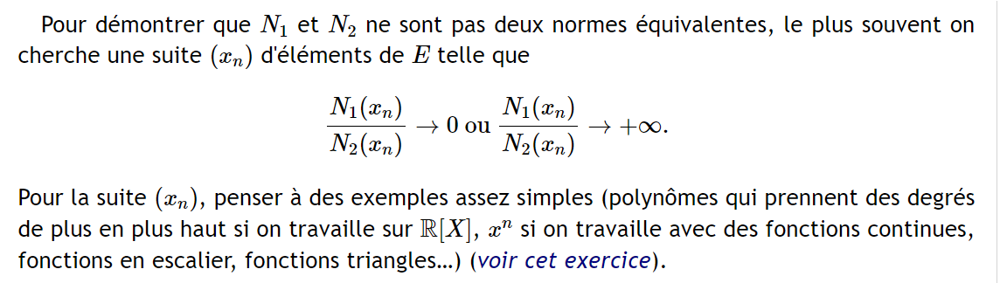 Pour démontrer que $N_1$ et $N_2$ ne sont pas deux normes équivalentes, le plus souvent on
cherche une suite $(x_n)$ d'éléments de $E$ telle que
$\frac{N_1(x_n)}{N_2(x_n)} \to 0$ ou $\frac{N_1(x_n)}{N_2(x_n)} \to +\infty.$
Pour la suite $(x_n)$, penser à des exemples assez simples (polynômes qui prennent des degrés
de plus en plus haut si on travaille sur $\mathbb{R}[X]$, $x^n$ si on travaille avec des fonctions continues,
fonctions en escalier, fonctions triangles...) (voir cet exercice).